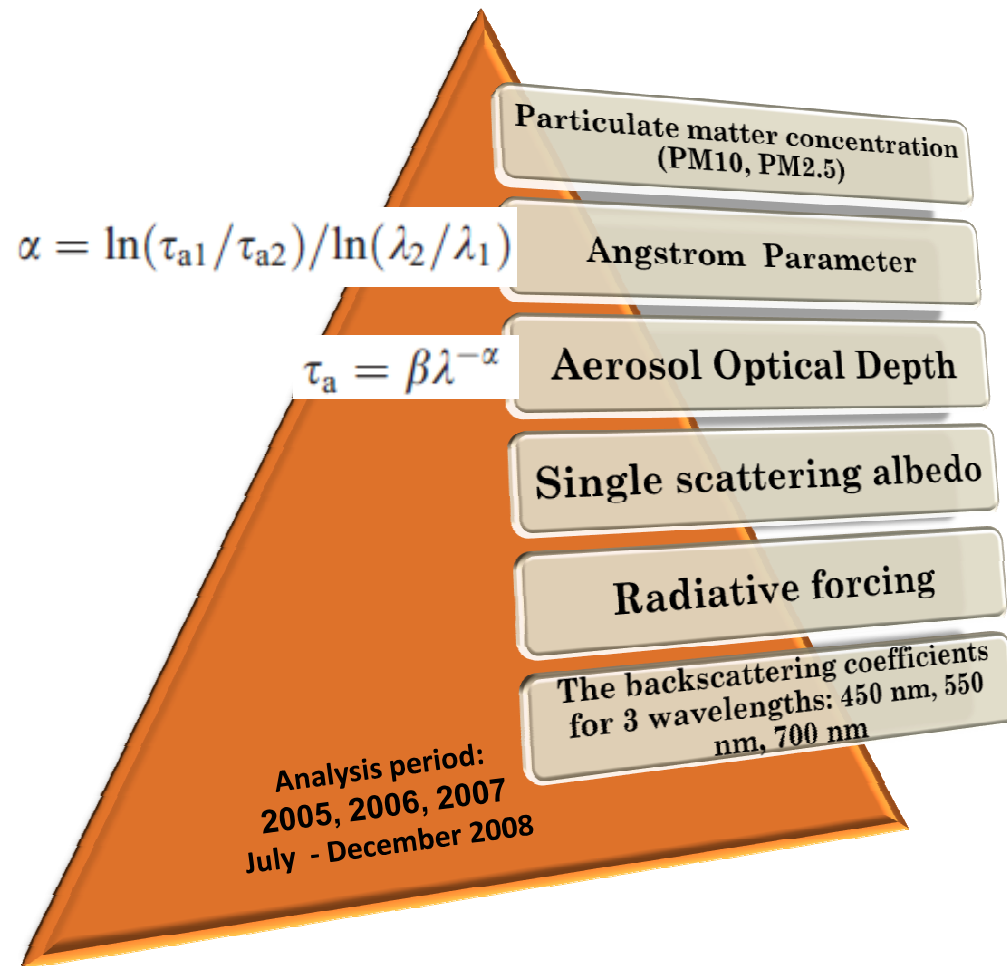 Particulate matter concentration
(PM10, PM2.5)
α = ln(τₐ₁/τₐ₂)/ln(λ₂/λ₁)
Angstrom Parameter
τₐ = βλ⁻ᵅ
Aerosol Optical Depth
Single scattering albedo
Radiative forcing
The backscattering coefficients
for 3 wavelengths: 450 nm, 550
nm, 700 nm
Analysis period:
2005, 2006, 2007
July - December 2008